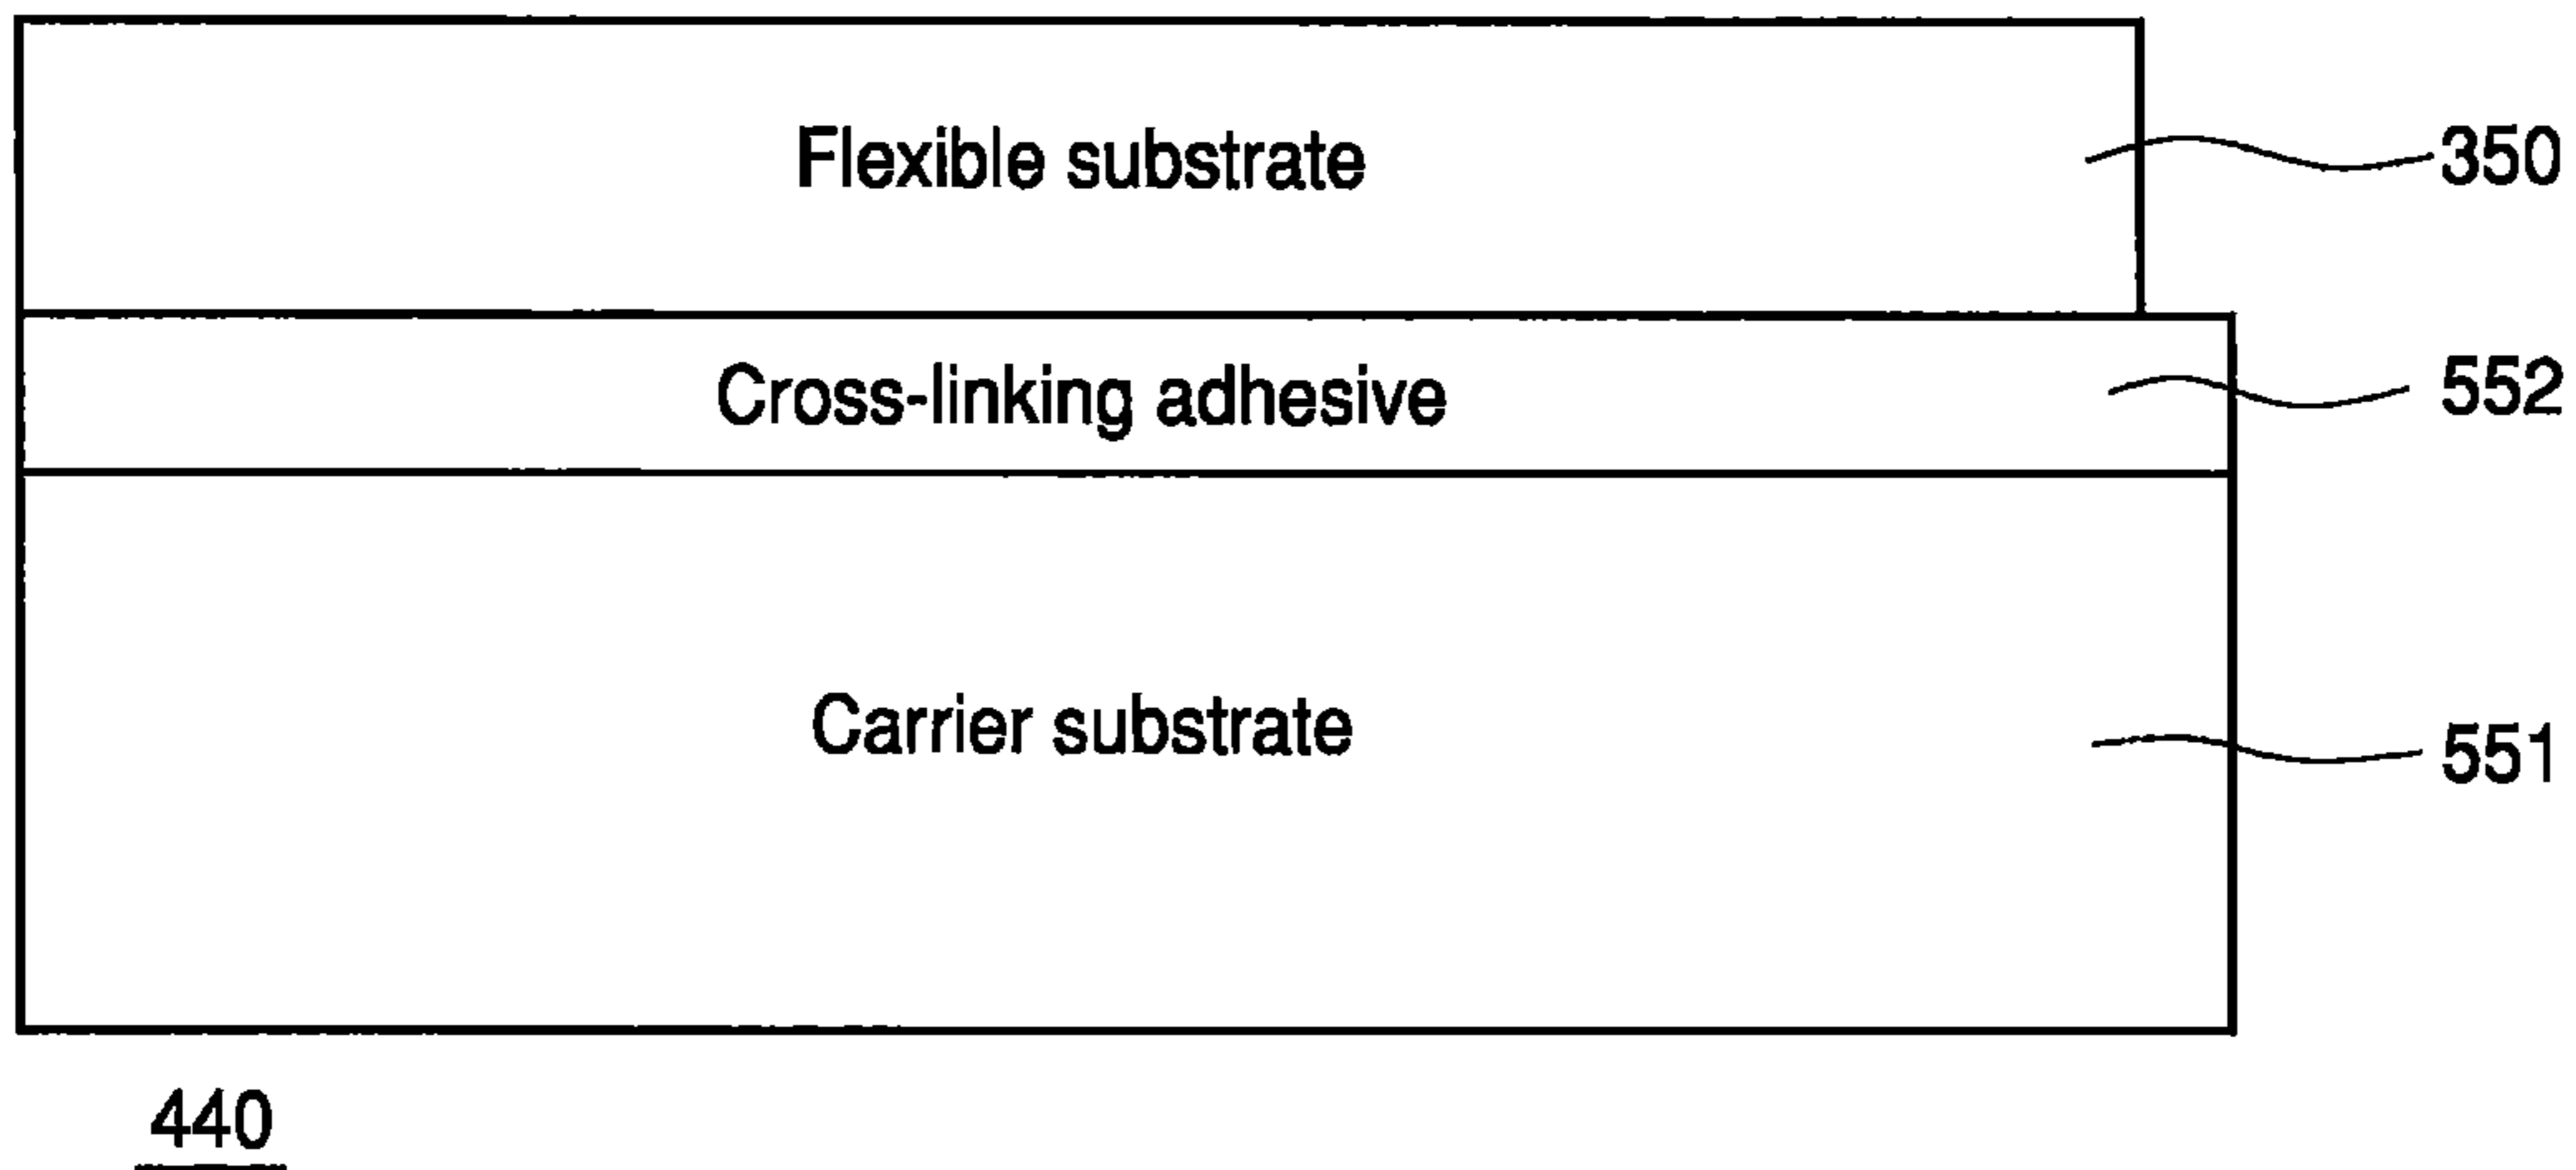 Flexible substrate 350
Cross-linking adhesive 552
Carrier substrate 551
440